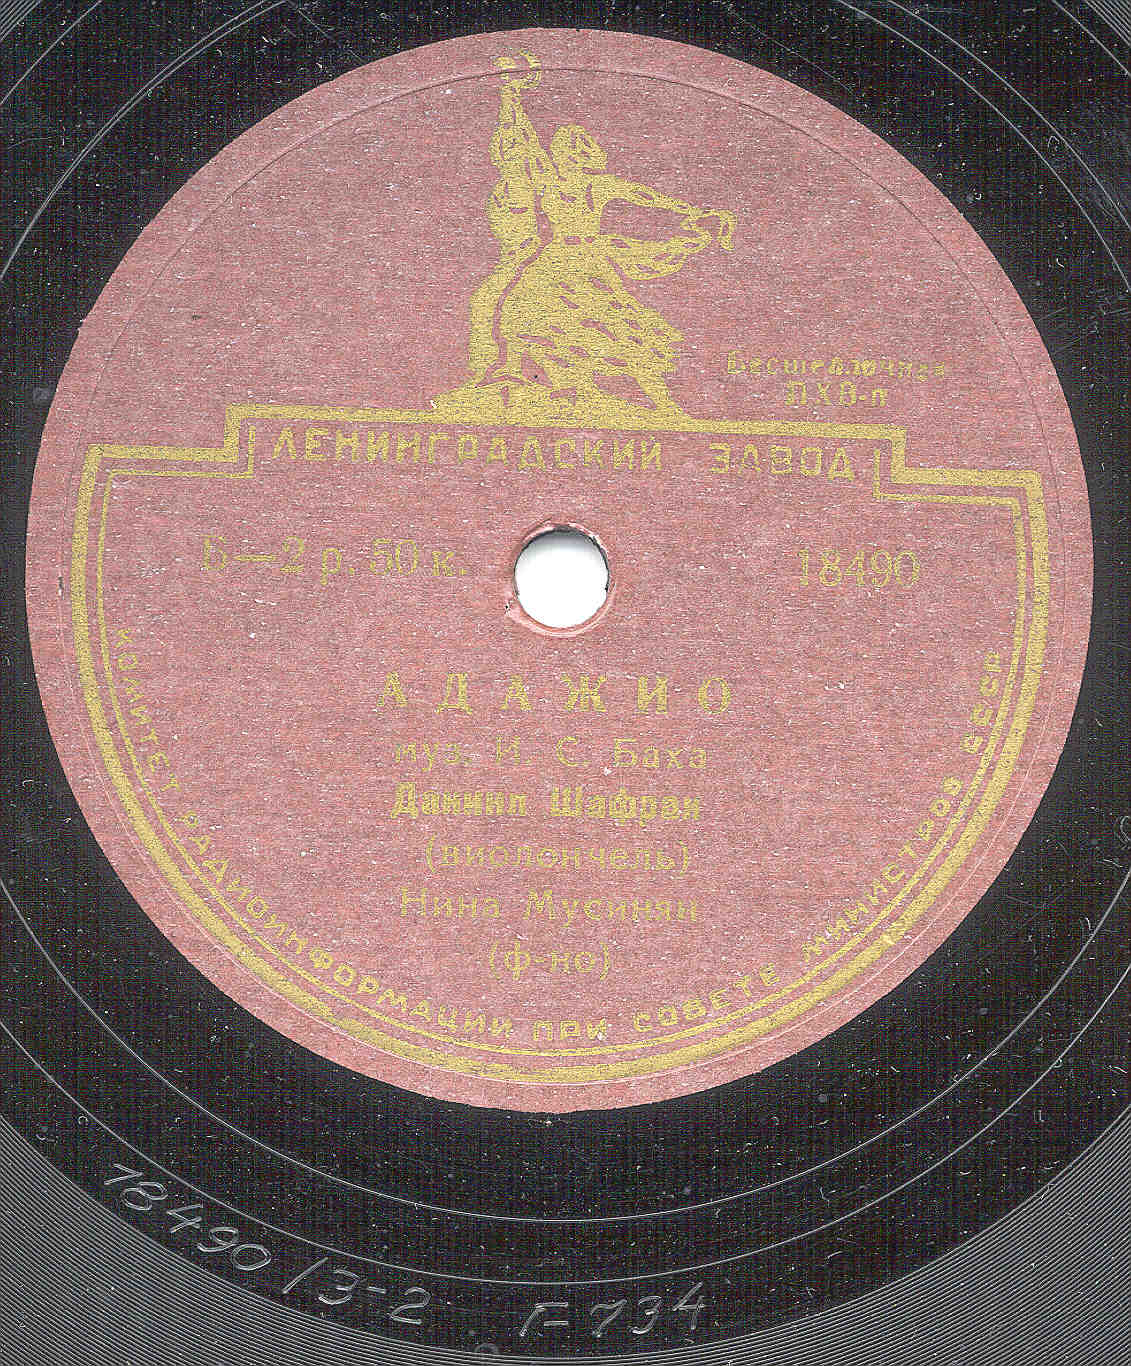 Бесшеллачная
ПХВ-п
ЛЕНИНГРАДСКИЙ ЗАВОД
Б—2 р. 50 к.
18490
АДАЖИО
муз. И. С. Баха
Даниил Шафран
(виолончель)
Нина Мусинян
(ф-но)
КОМИТЕТ РАДИОИНФОРМАЦИИ ПРИ СОВЕТЕ МИНИСТРОВ СССР
18490/3-2 Г-734